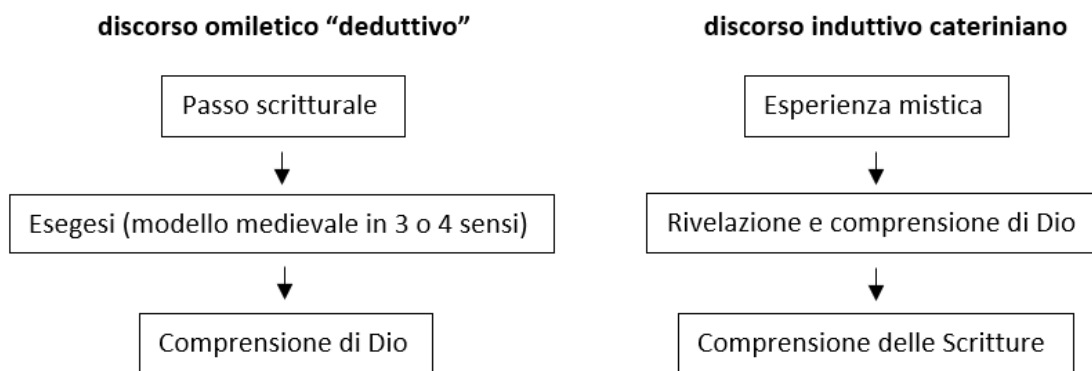 discorso omiletico “deduttivo”
Passo scritturale
Esegesi (modello medievale in 3 o 4 sensi)
Comprensione di Dio
discorso induttivo cateriniano
Esperienza mistica
Rivelazione e comprensione di Dio
Comprensione delle Scritture